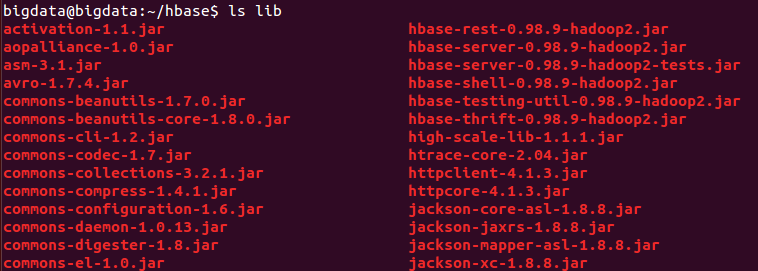 bigdata@bigdata:~/hbase$ ls lib
activation-1.1.jar hbase-rest-0.98.9-hadoop2.jar
aopalliance-1.0.jar hbase-server-0.98.9-hadoop2.jar
asm-3.1.jar hbase-server-0.98.9-hadoop2-tests.jar
avro-1.7.4.jar hbase-shell-0.98.9-hadoop2.jar
commons-beanutils-1.7.0.jar hbase-testing-util-0.98.9-hadoop2.jar
commons-beanutils-core-1.8.0.jar hbase-thrift-0.98.9-hadoop2.jar
commons-cli-1.2.jar high-scale-lib-1.1.1.jar
commons-codec-1.7.jar htrace-core-2.04.jar
commons-collections-3.2.1.jar httpclient-4.1.3.jar
commons-compress-1.4.1.jar httpcore-4.1.3.jar
commons-configuration-1.6.jar jackson-core-asl-1.8.8.jar
commons-daemon-1.0.13.jar jackson-jaxrs-1.8.8.jar
commons-digester-1.8.jar jackson-mapper-asl-1.8.8.jar
commons-el-1.0.jar jackson-xc-1.8.8.jar